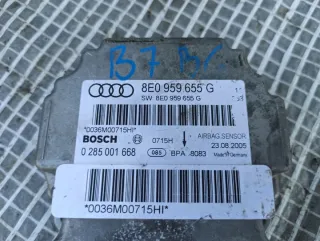 B7
8E0 959 655 G
SW 8E0 959 655 G
*0036M00715HI*
BOSCH
0715H
AIRBAG SENSOR
23.08.2005
0 285 001 668
BPA
8083
Made in Germany
*0036M00715HI*